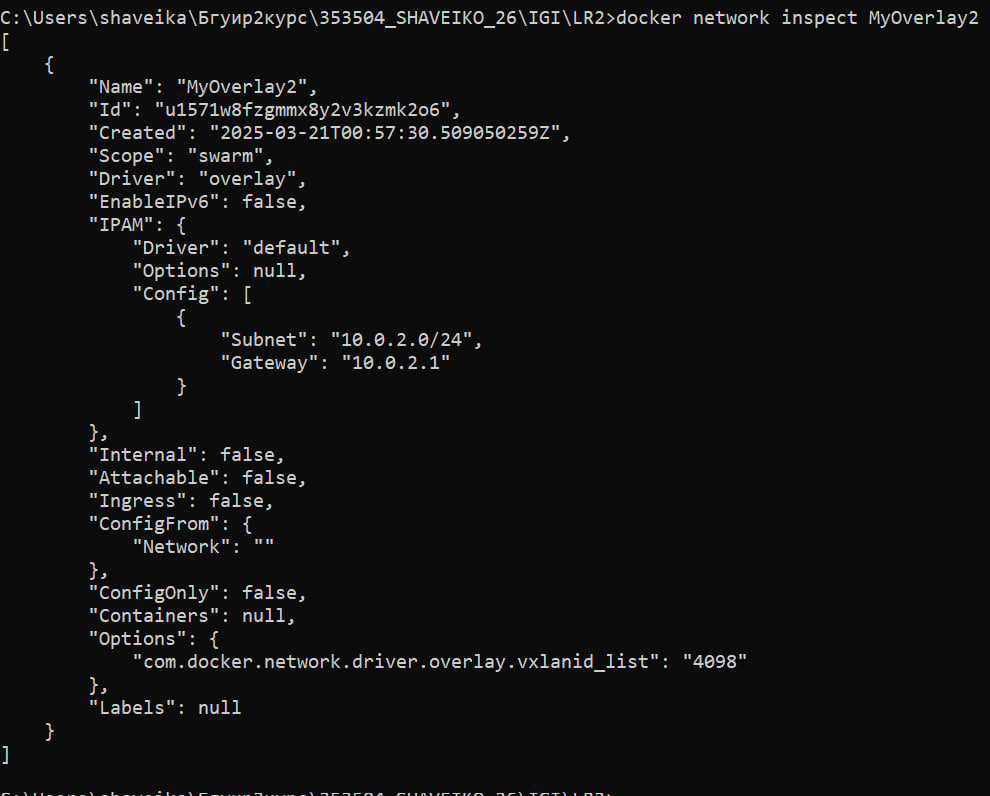 C:\Users\shaveika\Бгуир2курс\353504_SHAVEIKO_26\IGI\LR2>docker network inspect MyOverlay2
[
    {
        "Name": "MyOverlay2",
        "Id": "u1571w8fzgmmx8y2v3kzmk2o6",
        "Created": "2025-03-21T00:57:30.509050259Z",
        "Scope": "swarm",
        "Driver": "overlay",
        "EnableIPv6": false,
        "IPAM": {
            "Driver": "default",
            "Options": null,
            "Config": [
                {
                    "Subnet": "10.0.2.0/24",
                    "Gateway": "10.0.2.1"
                }
            ]
        },
        "Internal": false,
        "Attachable": false,
        "Ingress": false,
        "ConfigFrom": {
            "Network": ""
        },
        "ConfigOnly": false,
        "Containers": null,
        "Options": {
            "com.docker.network.driver.overlay.vxlanid_list": "4098"
        },
        "Labels": null
    }
]
C:\Users\shaveika\Бгуир2курс\353504_SHAVEIKO_26\IGI\LR2>